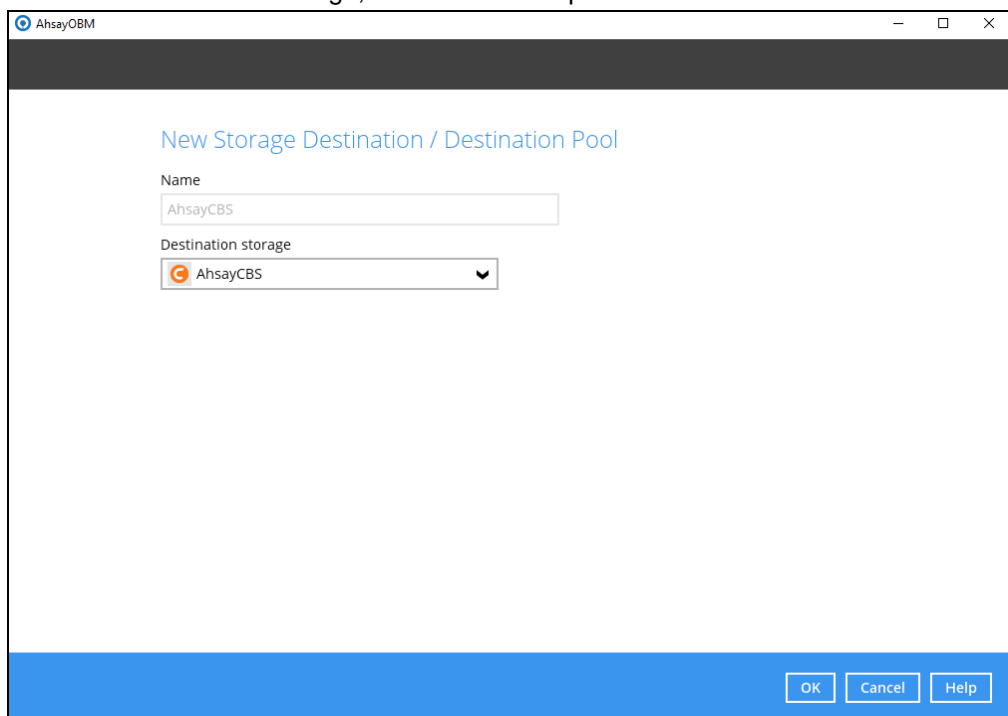 AhsayOBM
New Storage Destination / Destination Pool
Name
AhsayCBS
Destination storage
AhsayCBS
OK Cancel Help